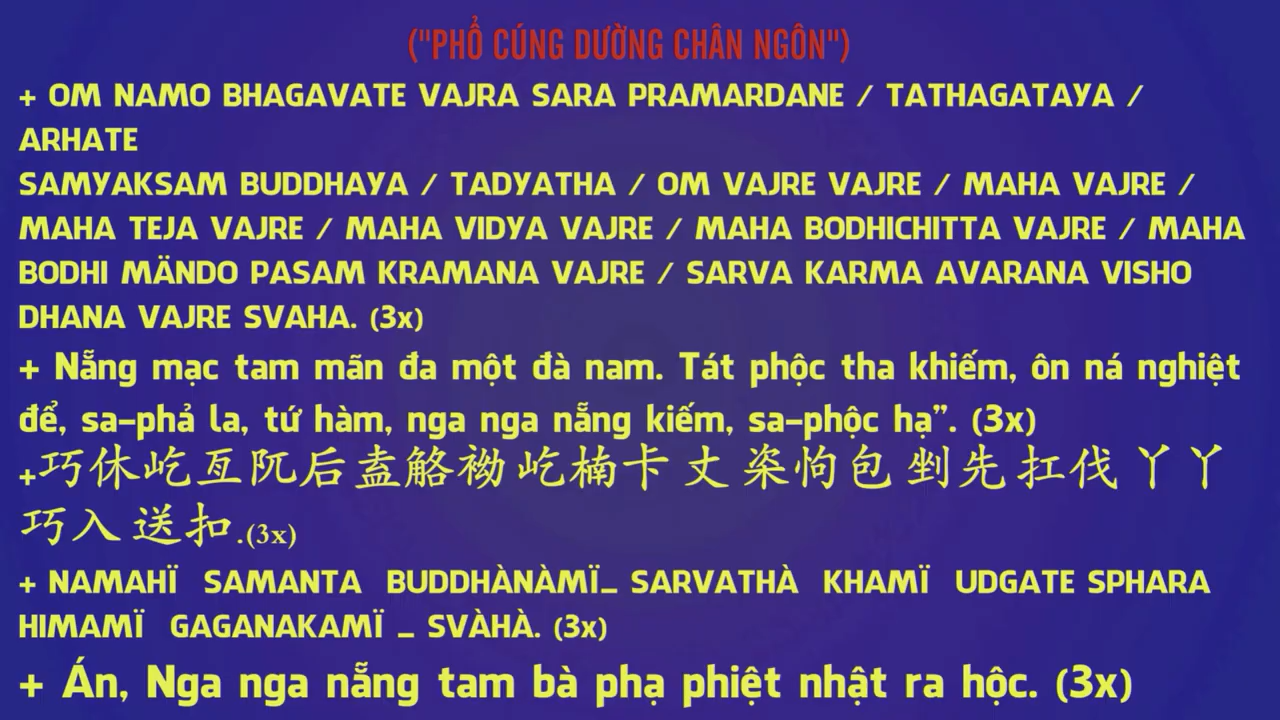 ("PHỔ CÚNG DƯỜNG CHÂN NGÔN")
+ OM NAMO BHAGAVATE VAJRA SARA PRAMARDANE / TATHAGATAYA /
ARHATE
SAMYAKSAM BUDDHAYA / TADYATHA / OM VAJRE VAJRE / MAHA VAJRE /
MAHA TEJA VAJRE / MAHA VIDYA VAJRE / MAHA BODHICHITTA VAJRE / MAHA
BODHI MÄNDO PASAM KRAMANA VAJRE / SARVA KARMA AVARANA VISHO
DHANA VAJRE SVAHA. (3x)
+ Nẵng mạc tam mãn đa một đà nam. Tát phộc tha khiếm, ôn ná nghiệt
để, sa-phả la, tứ hàm, nga nga nẵng kiếm, sa-phộc hạ”. (3x)
+巧休屹亙阢后盍觡袎屹楠卡丈栥怐包剉先扛伐丫丫
巧入送扣.(3x)
+ NAMAHÏ SAMANTA BUDDHÀNÀMÏ_ SARVATHÀ KHAMÏ UDGATE SPHARA
HIMAMÏ GAGANAKAMÏ _ SVÀHÀ. (3x)
+ Án, Nga nga nẵng tam bà phạ phiệt nhật ra hộc. (3x)